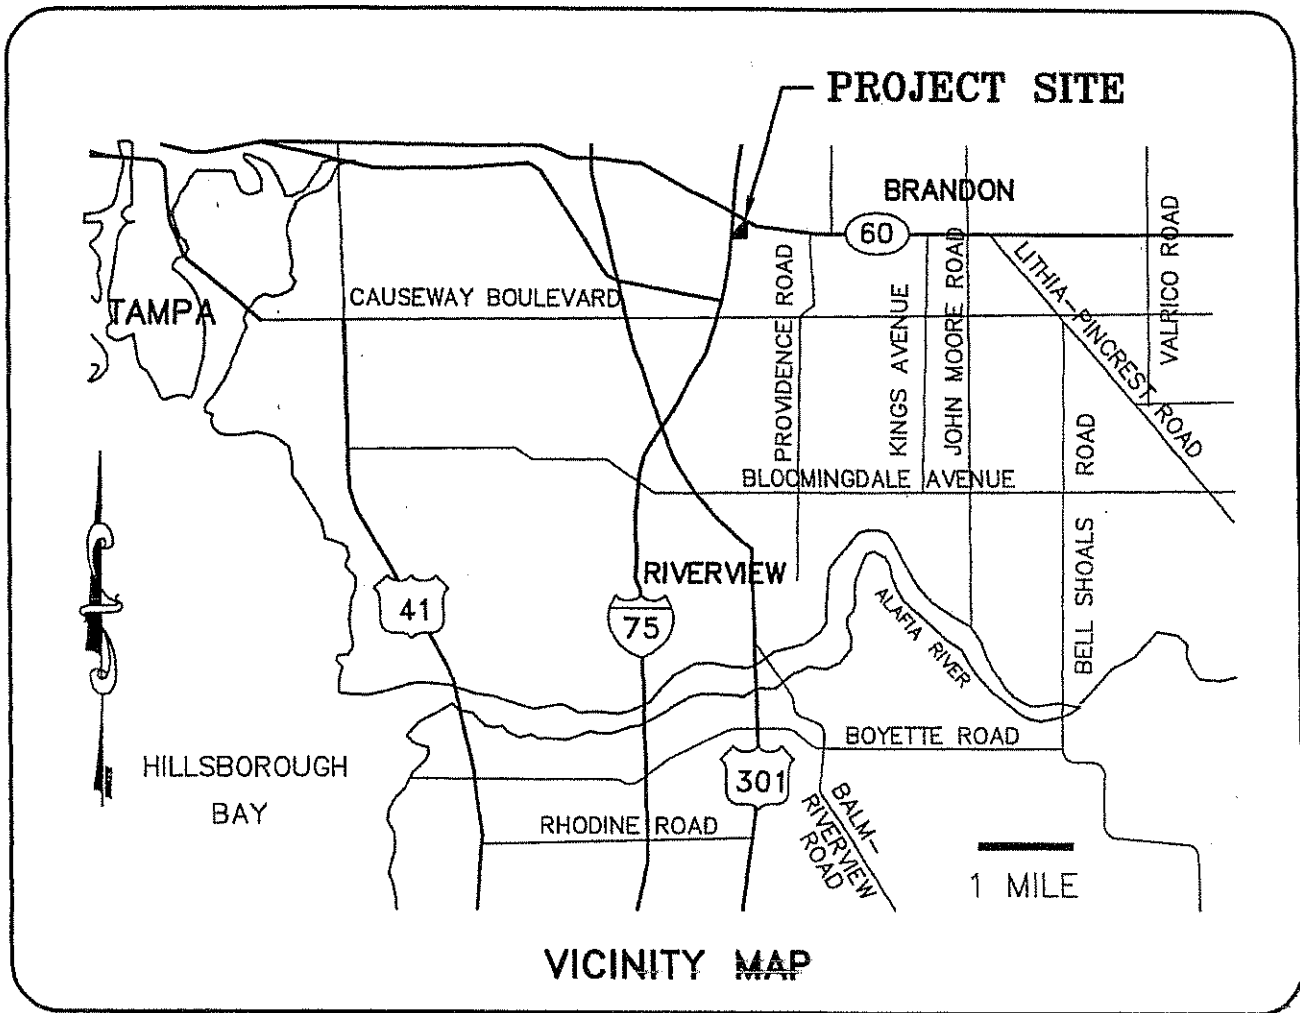 PROJECT SITE
BRANDON
60
TAMPA
CAUSEWAY BOULEVARD
PROVIDENCE ROAD
KINGS AVENUE
JOHN MOORE ROAD
LITHIA-PINCREST ROAD
VALRICO ROAD
BLOOMINGDALE AVENUE
BELL SHOALS ROAD
RIVERVIEW
41
75
ALAFIA RIVER
BOYETTE ROAD
HILLSBOROUGH
BAY
301
RHODINE ROAD
BALM-
RIVERVIEW
ROAD
1 MILE
VICINITY MAP